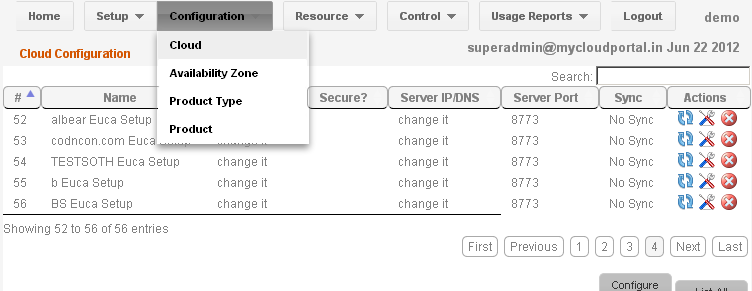 Home Setup Configuration Resource Control Usage Reports Logout demo
Cloud Configuration superadmin@mycloudportal.in Jun 22 2012
Cloud
Availability Zone
Product Type
Product
Search:
# Name Secure? Server IP/DNS Server Port Sync Actions
52 albear Euca Setup change it 8773 No Sync
53 codncon.com Euca Setup change it 8773 No Sync
54 TESTSOTH Euca Setup change it change it 8773 No Sync
55 b Euca Setup change it change it 8773 No Sync
56 BS Euca Setup change it change it 8773 No Sync
Showing 52 to 56 of 56 entries
First Previous 1 2 3 4 Next Last
Configure List All